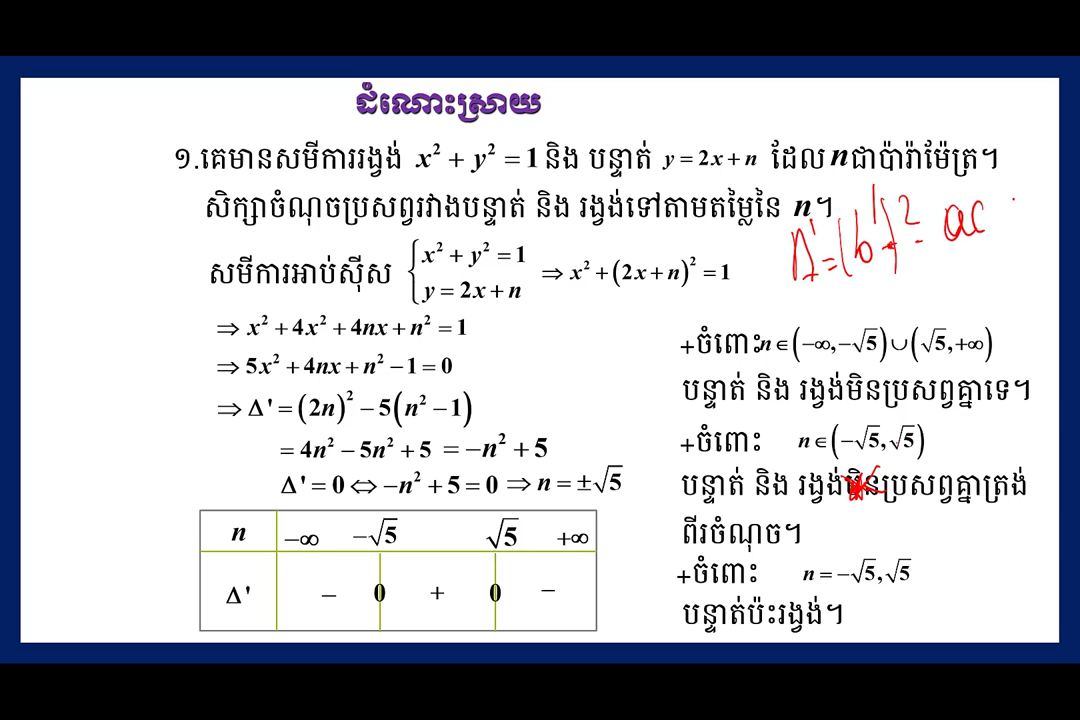 ដំណោះស្រាយ
១.គេមានសមីការរង្វង់ x² + y² = 1 និង បន្ទាត់ y = 2x + n ដែល n ជាប៉ារ៉ាម៉ែត្រ។
សិក្សាចំណុចប្រសព្វរវាងបន្ទាត់ និង រង្វង់ទៅតាមតម្លៃនៃ n ។
Δ' = (b')² - ac
សមីការអាប់ស៊ីស { x² + y² = 1 ; y = 2x + n ⇒ x² + (2x + n)² = 1
⇒ x² + 4x² + 4nx + n² = 1
⇒ 5x² + 4nx + n² − 1 = 0
⇒ Δ' = (2n)² − 5(n² − 1)
= 4n² − 5n² + 5 = −n² + 5
Δ' = 0 ⇔ −n² + 5 = 0 ⇒ n = ±√5
n −∞ −√5 √5 +∞
Δ' − 0 + 0 −
+ចំពោះ n ∈ (−∞, −√5) ∪ (√5, +∞)
បន្ទាត់ និង រង្វង់មិនប្រសព្វគ្នាទេ។
+ចំពោះ n ∈ (−√5, √5)
បន្ទាត់ និង រង្វង់មិនប្រសព្វគ្នាត្រង់
ពីរចំណុច។
+ចំពោះ n = −√5, √5
បន្ទាត់ប៉ះរង្វង់។